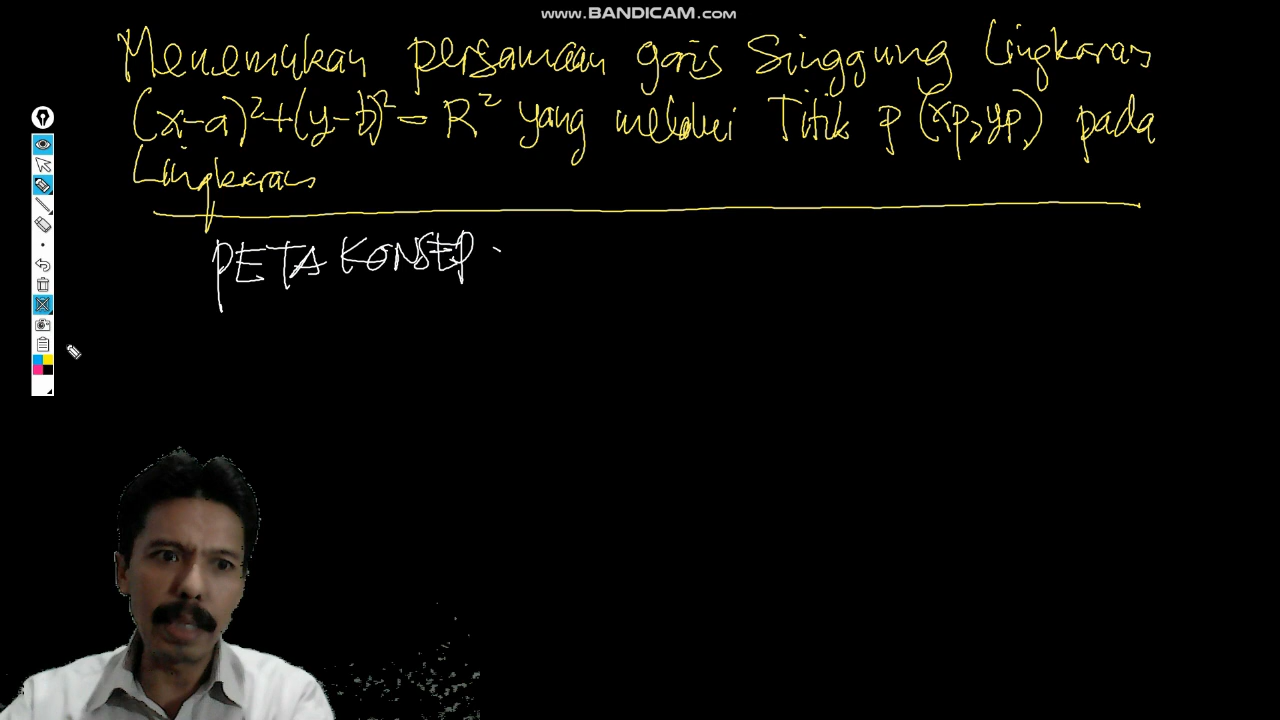 www.BANDICAM.com
Menemukan persamaan garis Singgung Lingkaran
(x-a)²+(y-b)²=R² yang melalui Titik P (xp,yp) pada
Lingkaran
PETA KONSEP